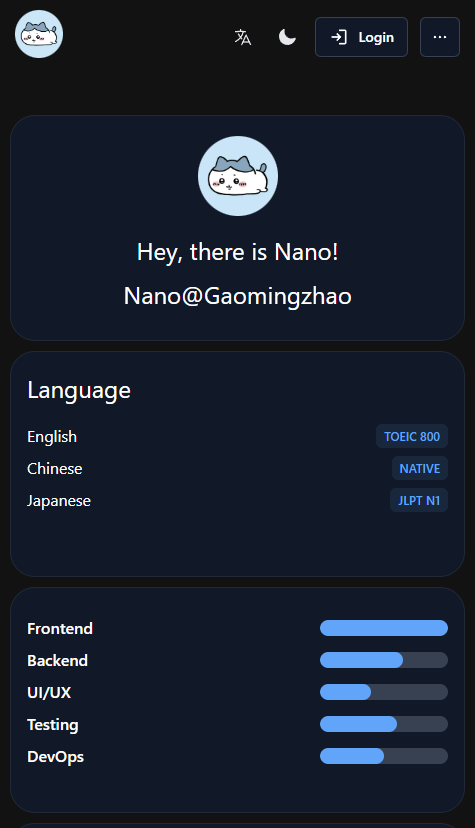 Login
Hey, there is Nano!
Nano@Gaomingzhao
Language
English TOEIC 800
Chinese NATIVE
Japanese JLPT N1
Frontend
Backend
UI/UX
Testing
DevOps